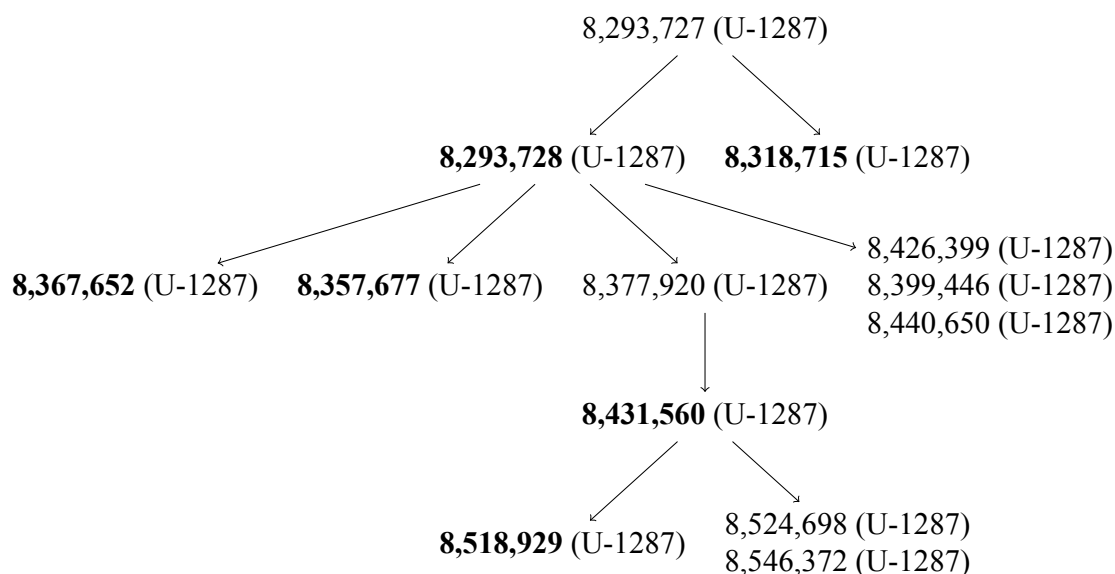 8,293,727 (U-1287)
8,293,728 (U-1287) 8,318,715 (U-1287)
8,367,652 (U-1287) 8,357,677 (U-1287) 8,377,920 (U-1287)
8,426,399 (U-1287)
8,399,446 (U-1287)
8,440,650 (U-1287)
8,431,560 (U-1287)
8,518,929 (U-1287)
8,524,698 (U-1287)
8,546,372 (U-1287)